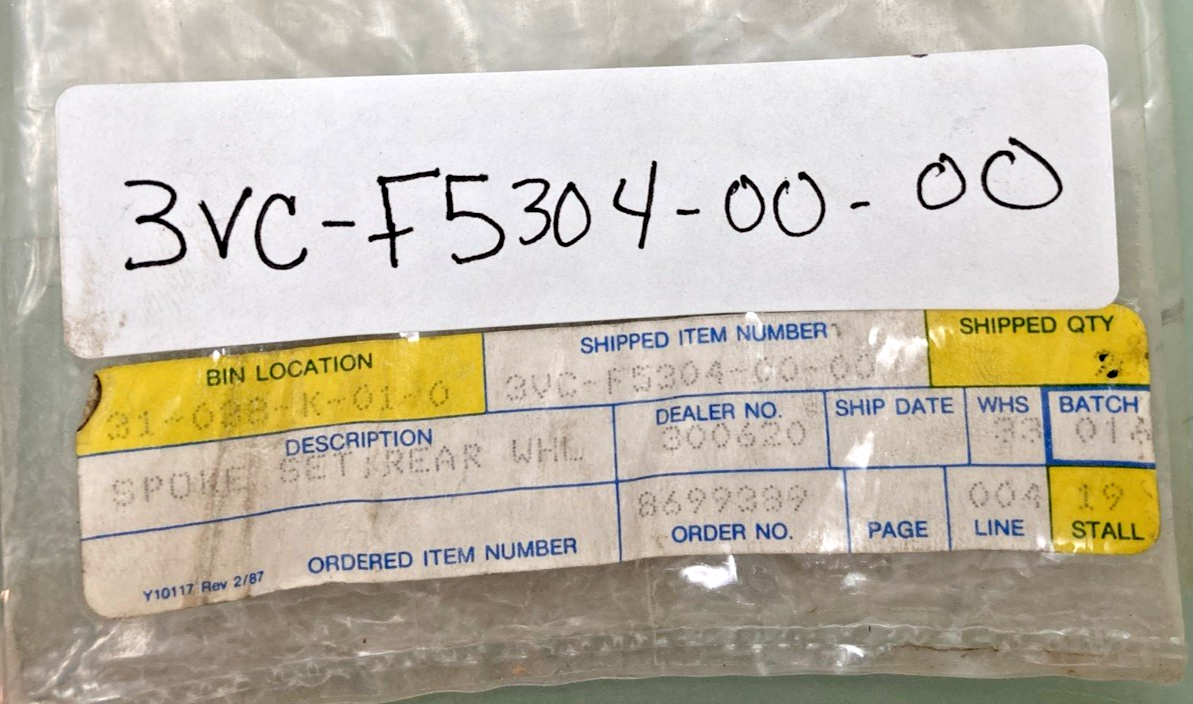 3VC-F5304-00-00
BIN LOCATION
SHIPPED ITEM NUMBER
SHIPPED QTY
3VC-F5304-00-00
DESCRIPTION
DEALER NO.
SHIP DATE
WHS
BATCH
SPOKE SET,REAR WHL
300620
33
8699389
004
19
ORDERED ITEM NUMBER
ORDER NO.
PAGE
LINE
STALL
Y10117 Rev 2/87